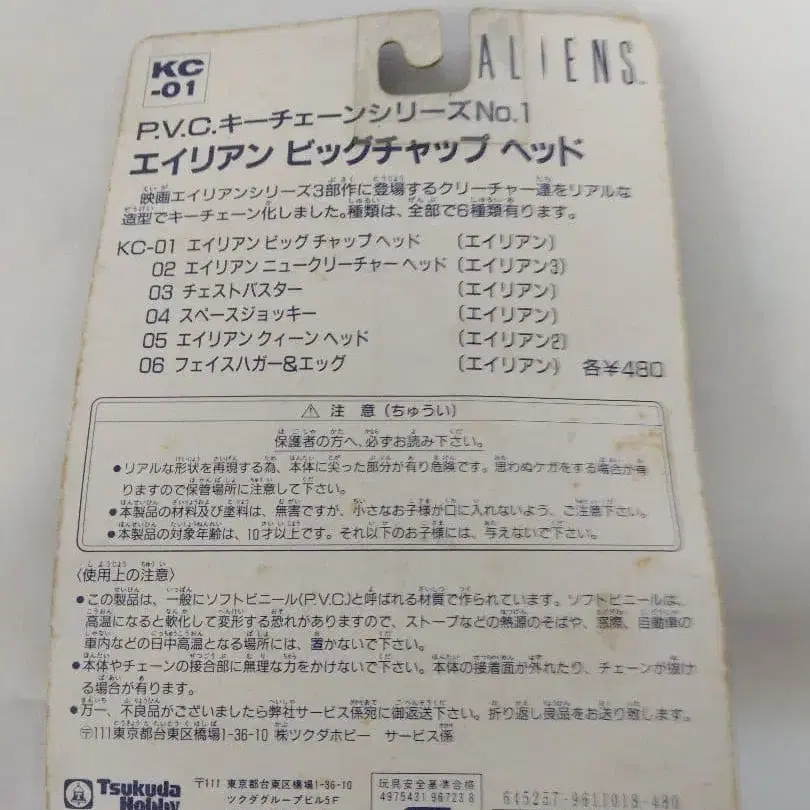 KC
-01
ALIENS
P.V.C.キーチェーンシリーズNo.1
エイリアン ビッグチャップ ヘッド
映画エイリアンシリーズ3部作に登場するクリーチャー達をリアルな
造型でキーチェーン化しました。種類は、全部で6種類有ります。
KC-01 エイリアン ビッグ チャップ ヘッド (エイリアン)
02 エイリアン ニュークリーチャー ヘッド (エイリアン3)
03 チェストバスター (エイリアン)
04 スペースジョッキー (エイリアン)
05 エイリアン クィーン ヘッド (エイリアン2)
06 フェイスハガー&エッグ (エイリアン) 各¥480
⚠ 注 意 (ちゅうい)
保護者の方へ、必ずお読み下さい。
●リアルな形状を再現する為、本体に尖った部分が有り危険です。思わぬケガをする場合が有
りますので保管場所に注意して下さい。
●本製品の材料及び塗料は、無害ですが、小さなお子様が口に入れないよう、ご注意下さい。
●本製品の対象年齢は、10才以上です。それ以下のお子様には、与えないで下さい。
〈使用上の注意〉
●この製品は、一般にソフトビニール(P.V.C.)と呼ばれる材質で作られています。ソフトビニールは、
高温になると軟化して変形する恐れがありますので、ストーブなどの熱源のそばや、窓際、自動車の
車内などの日中高温となる場所には、置かないで下さい。
●本体やチェーンの接合部に無理な力をかけないで下さい。本体の接着面が外れたり、チェーンが抜け
る場合が有ります。
●万一、不良品がございましたら弊社サービス係宛に御返送下さい。折り返し良品をお送り致します。
〒111東京都台東区橋場1-36-10 ㈱ツクダホビー サービス係
Tsukuda
Hobby
〒111 東京都台東区橋場1-36-10
ツクダグループビル5F
玩具安全基準合格
4975431 96723 8
645257-9611018-480